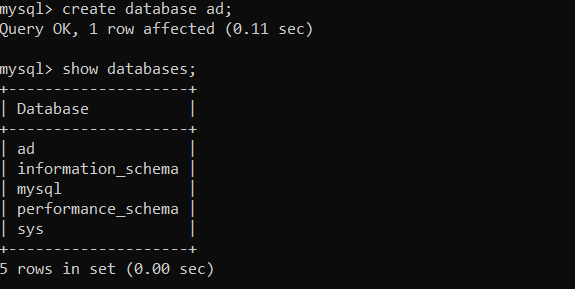 mysql> create database ad;
Query OK, 1 row affected (0.11 sec)
mysql> show databases;
+--------------------+
| Database           |
+--------------------+
| ad                 |
| information_schema |
| mysql              |
| performance_schema |
| sys                |
+--------------------+
5 rows in set (0.00 sec)